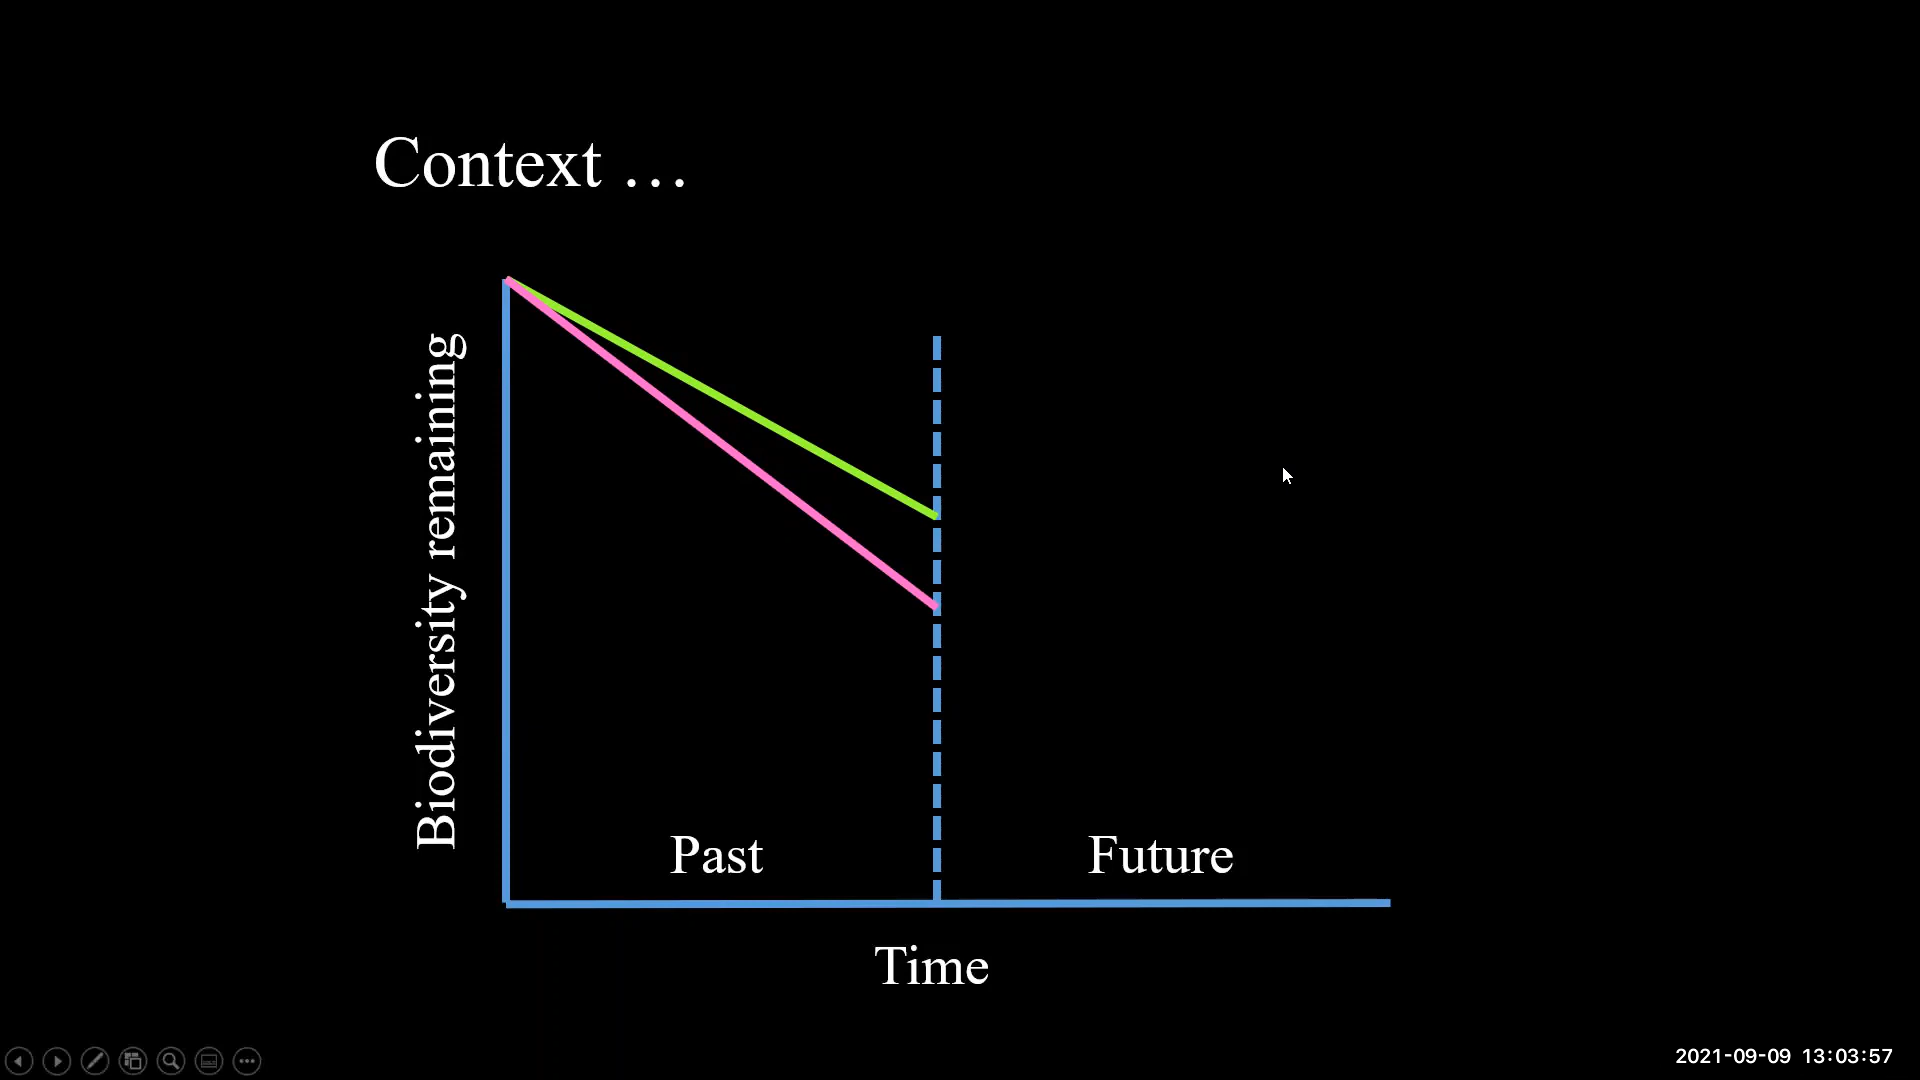 Context …
Biodiversity remaining
Past
Future
Time
2021-09-09 13:03:57